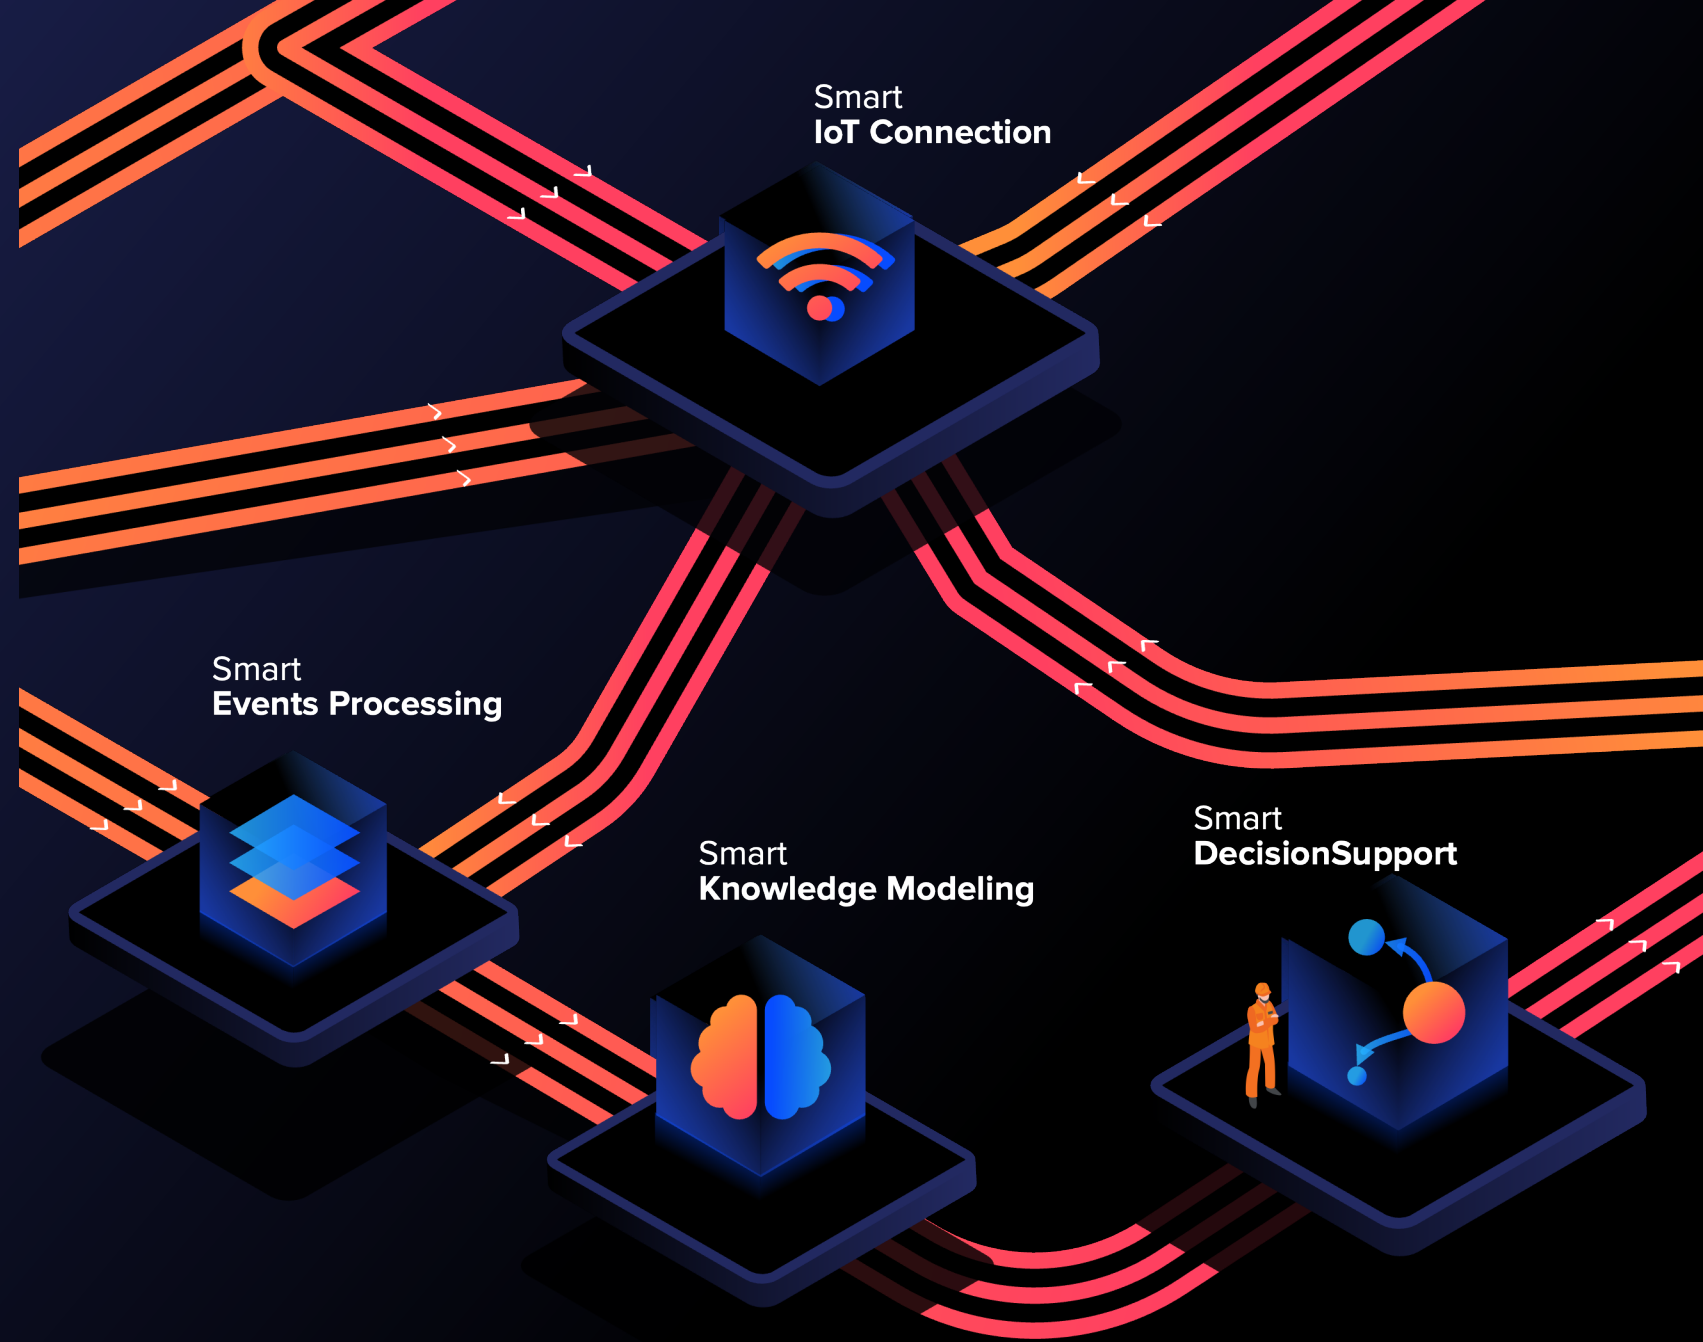 Smart
IoT Connection
Smart
Events Processing
Smart
Knowledge Modeling
Smart
DecisionSupport